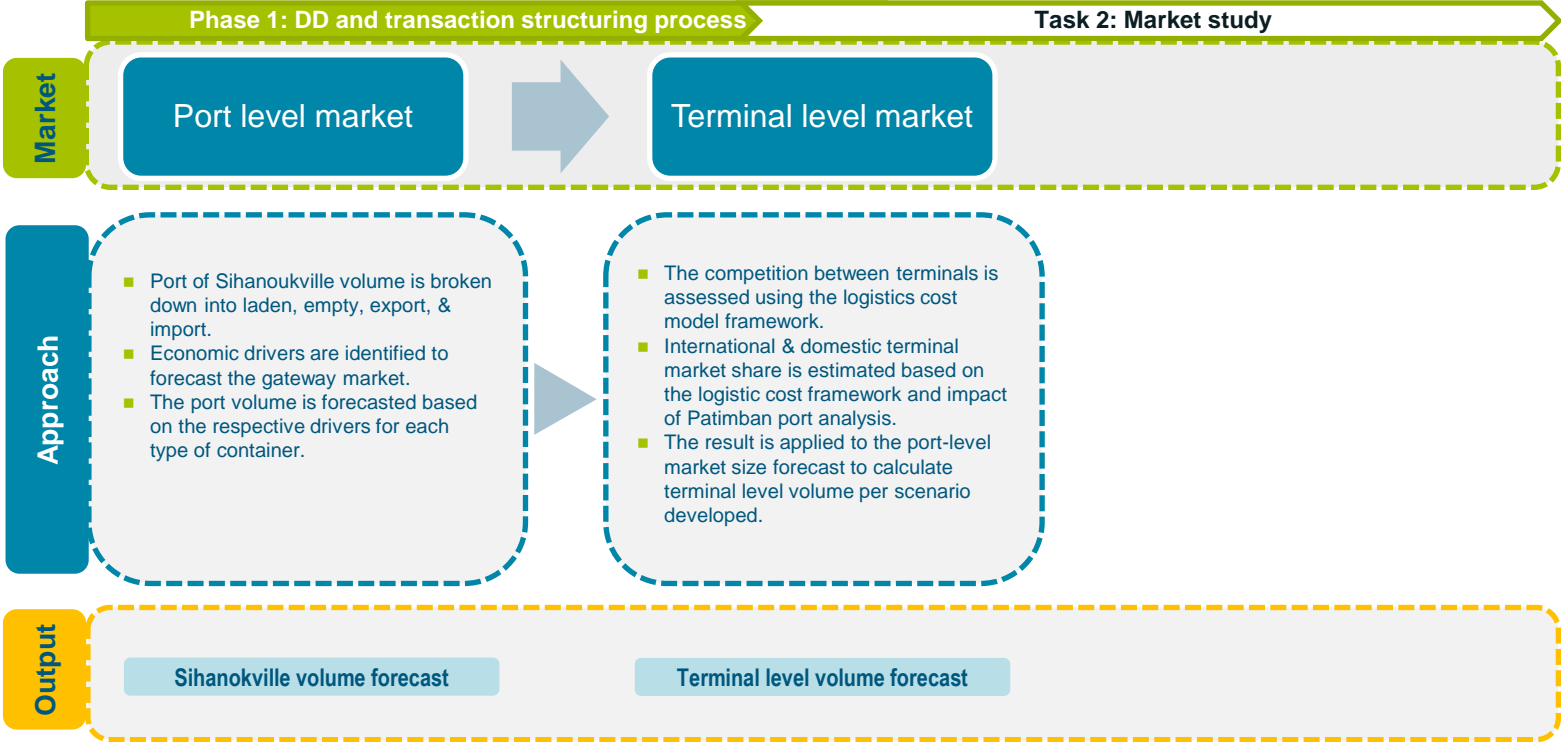 Phase 1: DD and transaction structuring process
Task 2: Market study
Market
Port level market
Terminal level market
Approach
Port of Sihanoukville volume is broken
down into laden, empty, export, &
import.
Economic drivers are identified to
forecast the gateway market.
The port volume is forecasted based
on the respective drivers for each
type of container.
The competition between terminals is
assessed using the logistics cost
model framework.
International & domestic terminal
market share is estimated based on
the logistic cost framework and impact
of Patimban port analysis.
The result is applied to the port-level
market size forecast to calculate
terminal level volume per scenario
developed.
Output
Sihanokville volume forecast
Terminal level volume forecast